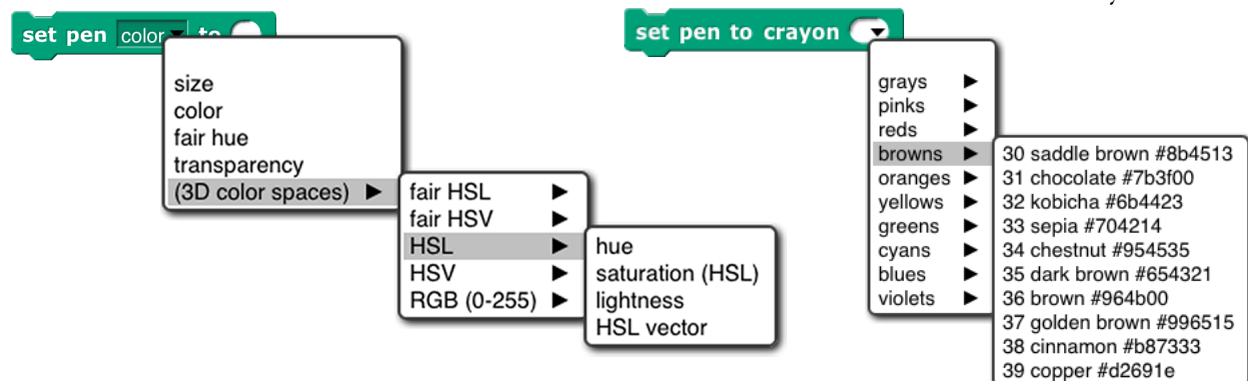 set pen color to
size
color
fair hue
transparency
(3D color spaces)
fair HSL
fair HSV
HSL
HSV
RGB (0-255)
hue
saturation (HSL)
lightness
HSL vector
set pen to crayon
grays
pinks
reds
browns
oranges
yellows
greens
cyans
blues
violets
30 saddle brown #8b4513
31 chocolate #7b3f00
32 kobicha #6b4423
33 sepia #704214
34 chestnut #954535
35 dark brown #654321
36 brown #964b00
37 golden brown #996515
38 cinnamon #b87333
39 copper #d2691e